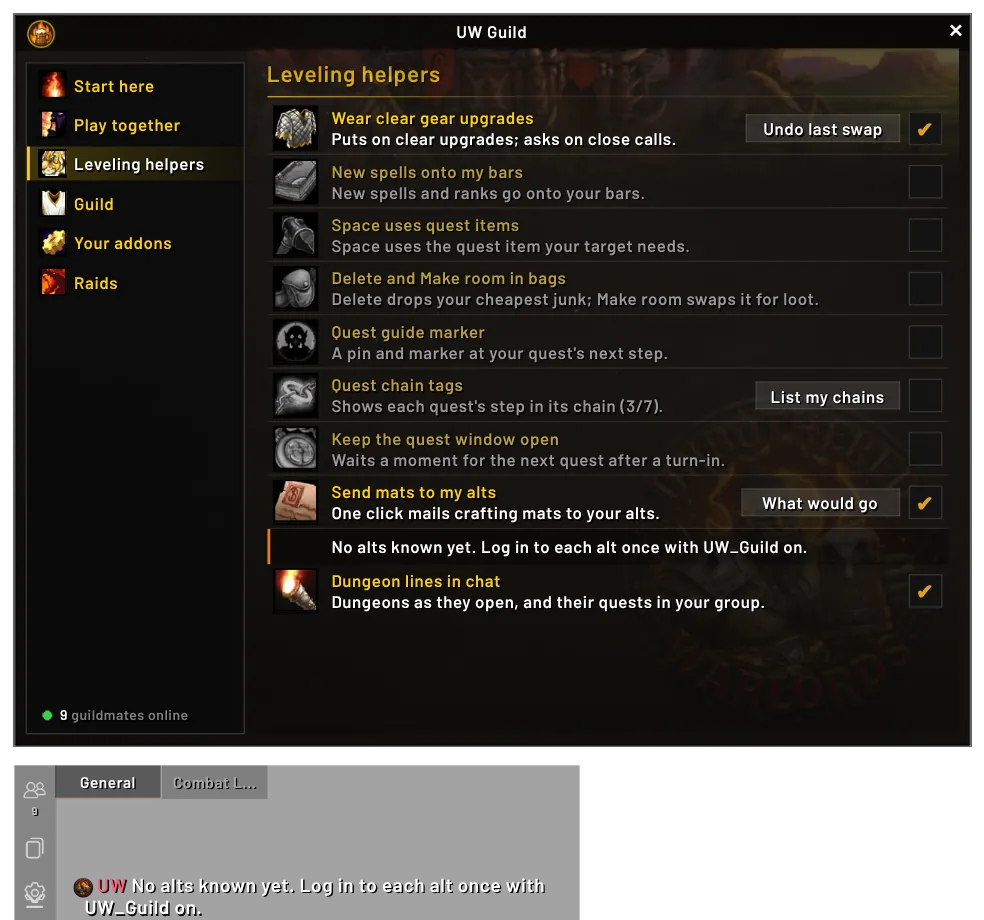 UW Guild
Start here
Play together
Leveling helpers
Guild
Your addons
Raids
9 guildmates online
Leveling helpers
Wear clear gear upgrades
Puts on clear upgrades; asks on close calls.
Undo last swap
New spells onto my bars
New spells and ranks go onto your bars.
Space uses quest items
Space uses the quest item your target needs.
Delete and Make room in bags
Delete drops your cheapest junk; Make room swaps it for loot.
Quest guide marker
A pin and marker at your quest's next step.
Quest chain tags
Shows each quest's step in its chain (3/7).
List my chains
Keep the quest window open
Waits a moment for the next quest after a turn-in.
Send mats to my alts
One click mails crafting mats to your alts.
What would go
No alts known yet. Log in to each alt once with UW_Guild on.
Dungeon lines in chat
Dungeons as they open, and their quests in your group.
WARLORDS
General
Combat L...
9
UW No alts known yet. Log in to each alt once with
UW_Guild on.